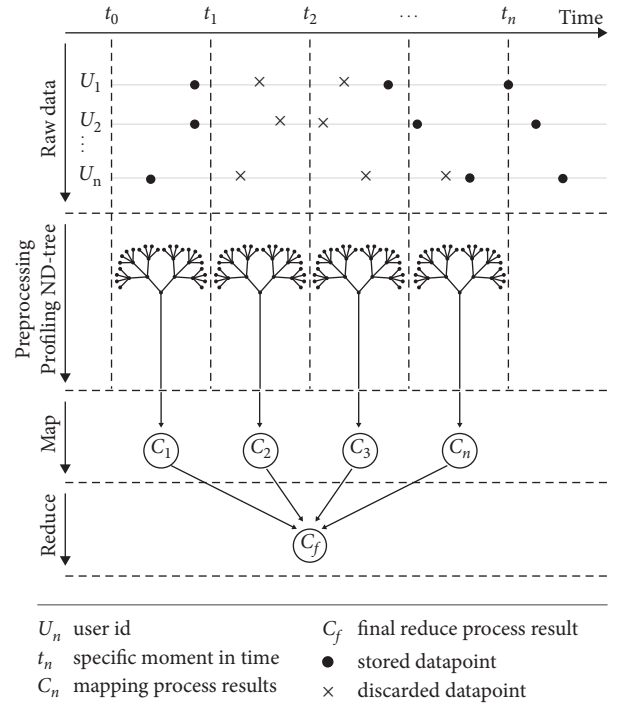 t0 t1 t2 ... tn Time
Raw data
U1
U2
⋮
Un
Preprocessing
Profiling ND-tree
Map
C1 C2 C3 Cn
Reduce
Cf
Un user id
tn specific moment in time
Cn mapping process results
Cf final reduce process result
● stored datapoint
× discarded datapoint